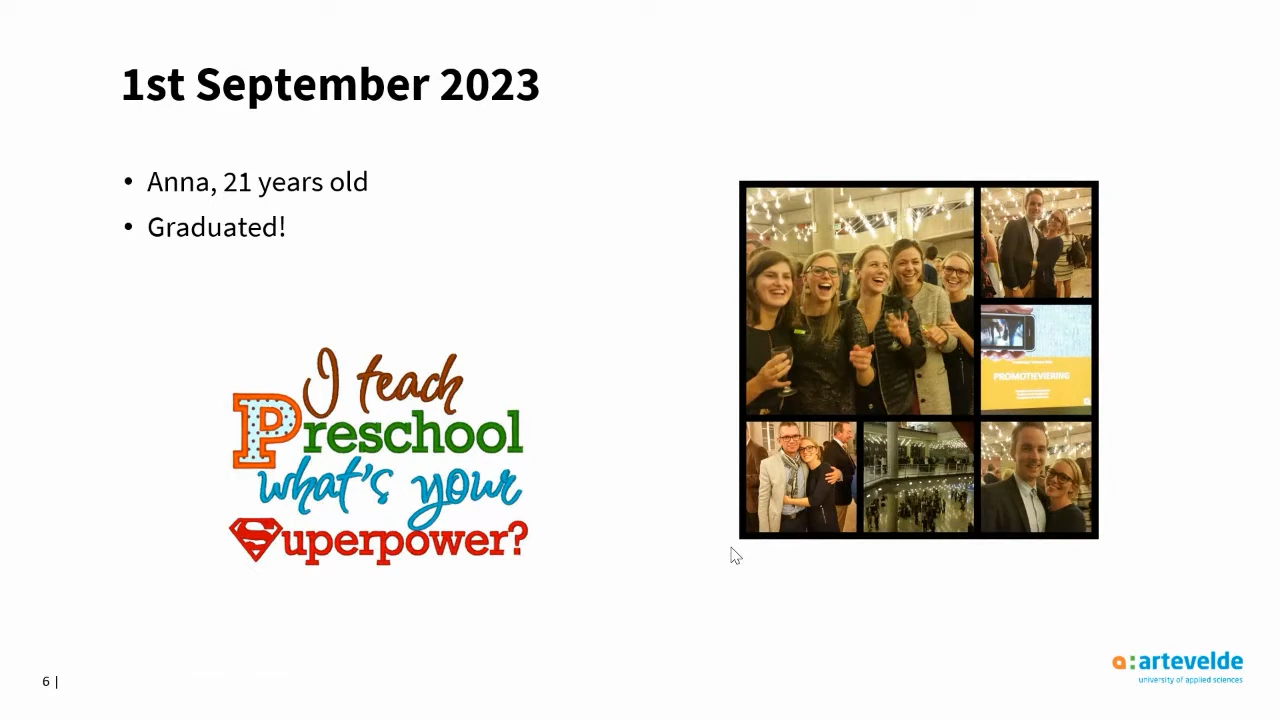 1st September 2023
• Anna, 21 years old
• Graduated!
I teach
Preschool
what's your
Superpower?
PROMOTIEVIERING
6 |
a:artevelde
university of applied sciences